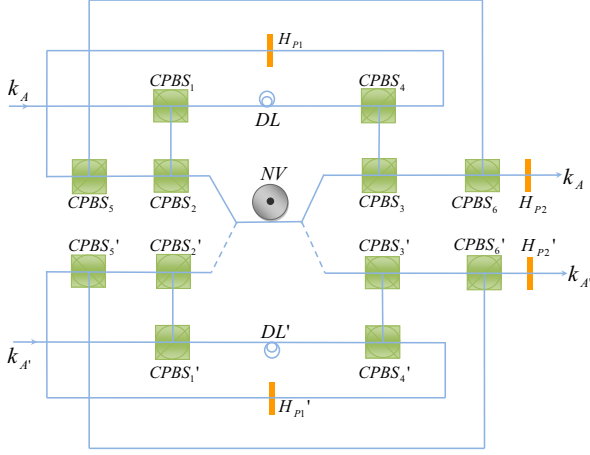 H_{P1}
k_A CPBS_1 CPBS_4
DL
NV k_A
CPBS_5 CPBS_2 CPBS_3 CPBS_6 H_{P2}
CPBS_5' CPBS_2' CPBS_3' CPBS_6' H_{P2}'
k_{A'}
k_{A'} DL'
CPBS_1' CPBS_4'
H_{P1}'